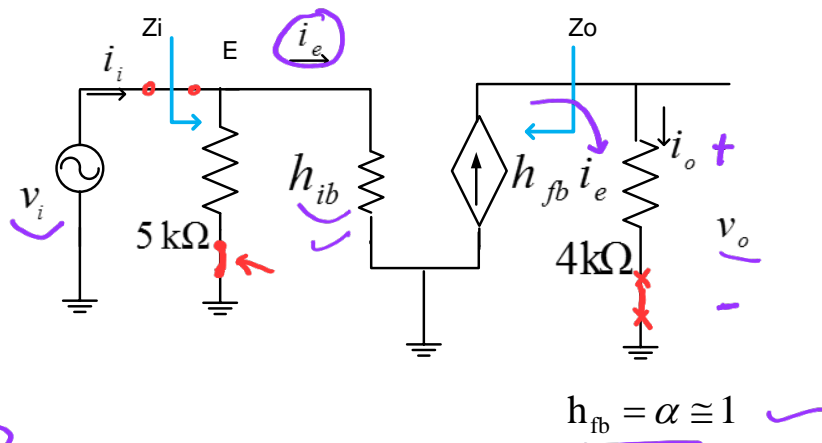 Zi
Zo
E
i_e
i_i
h_ib
h_fb i_e
i_o
+
v_i
5 kΩ
v_o
4kΩ
-
h_fb = α ≅ 1